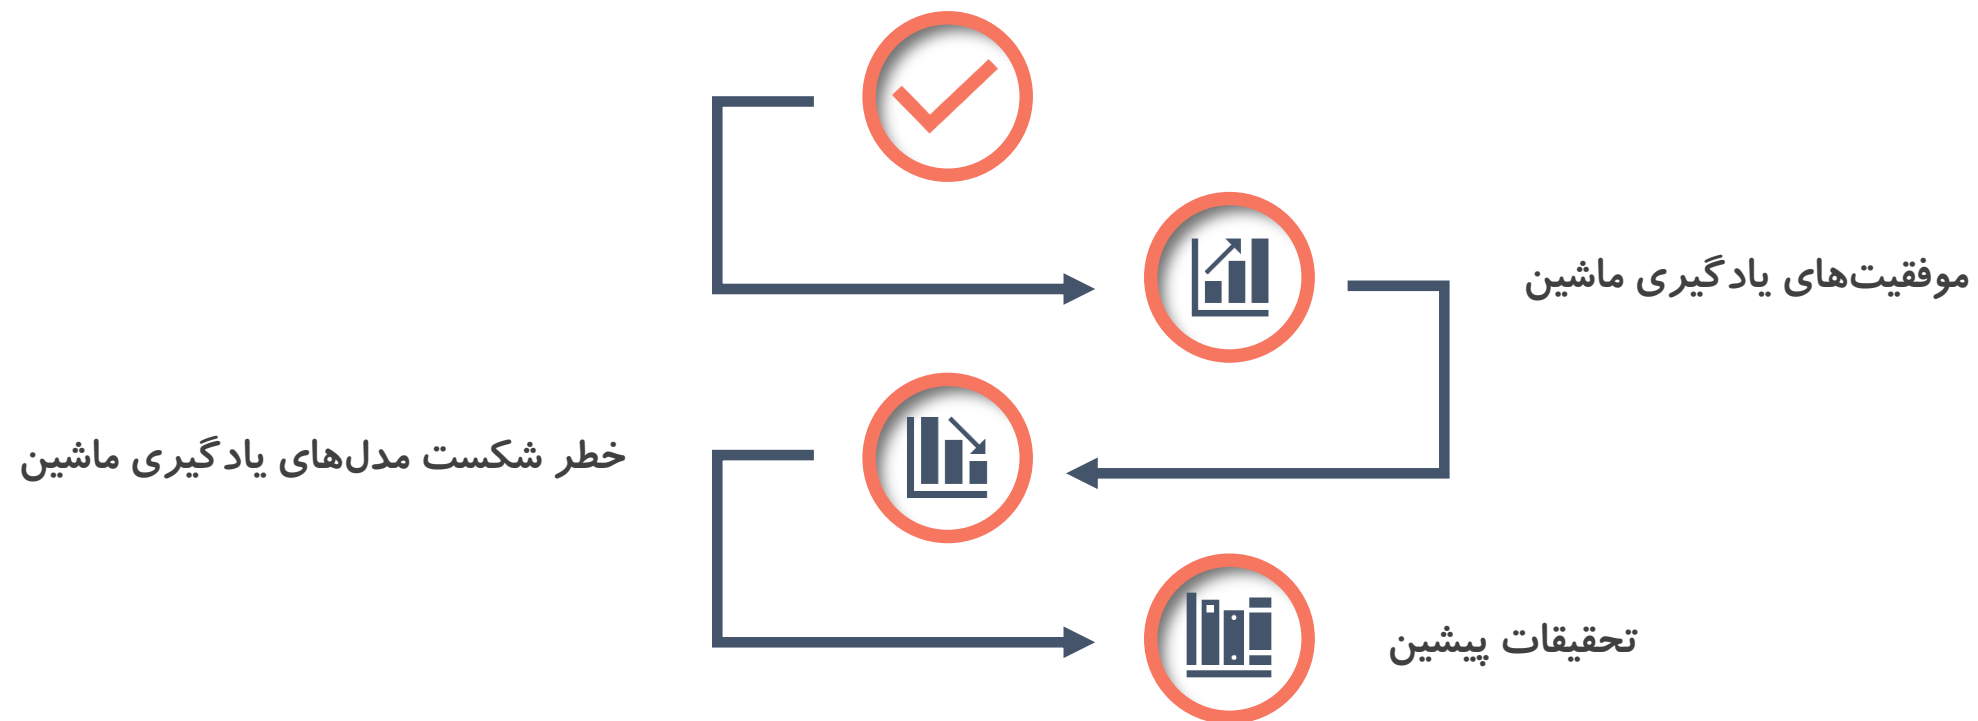 موفقیت‌های یادگیری ماشین
خطر شکست مدل‌های یادگیری ماشین
تحقیقات پیشین